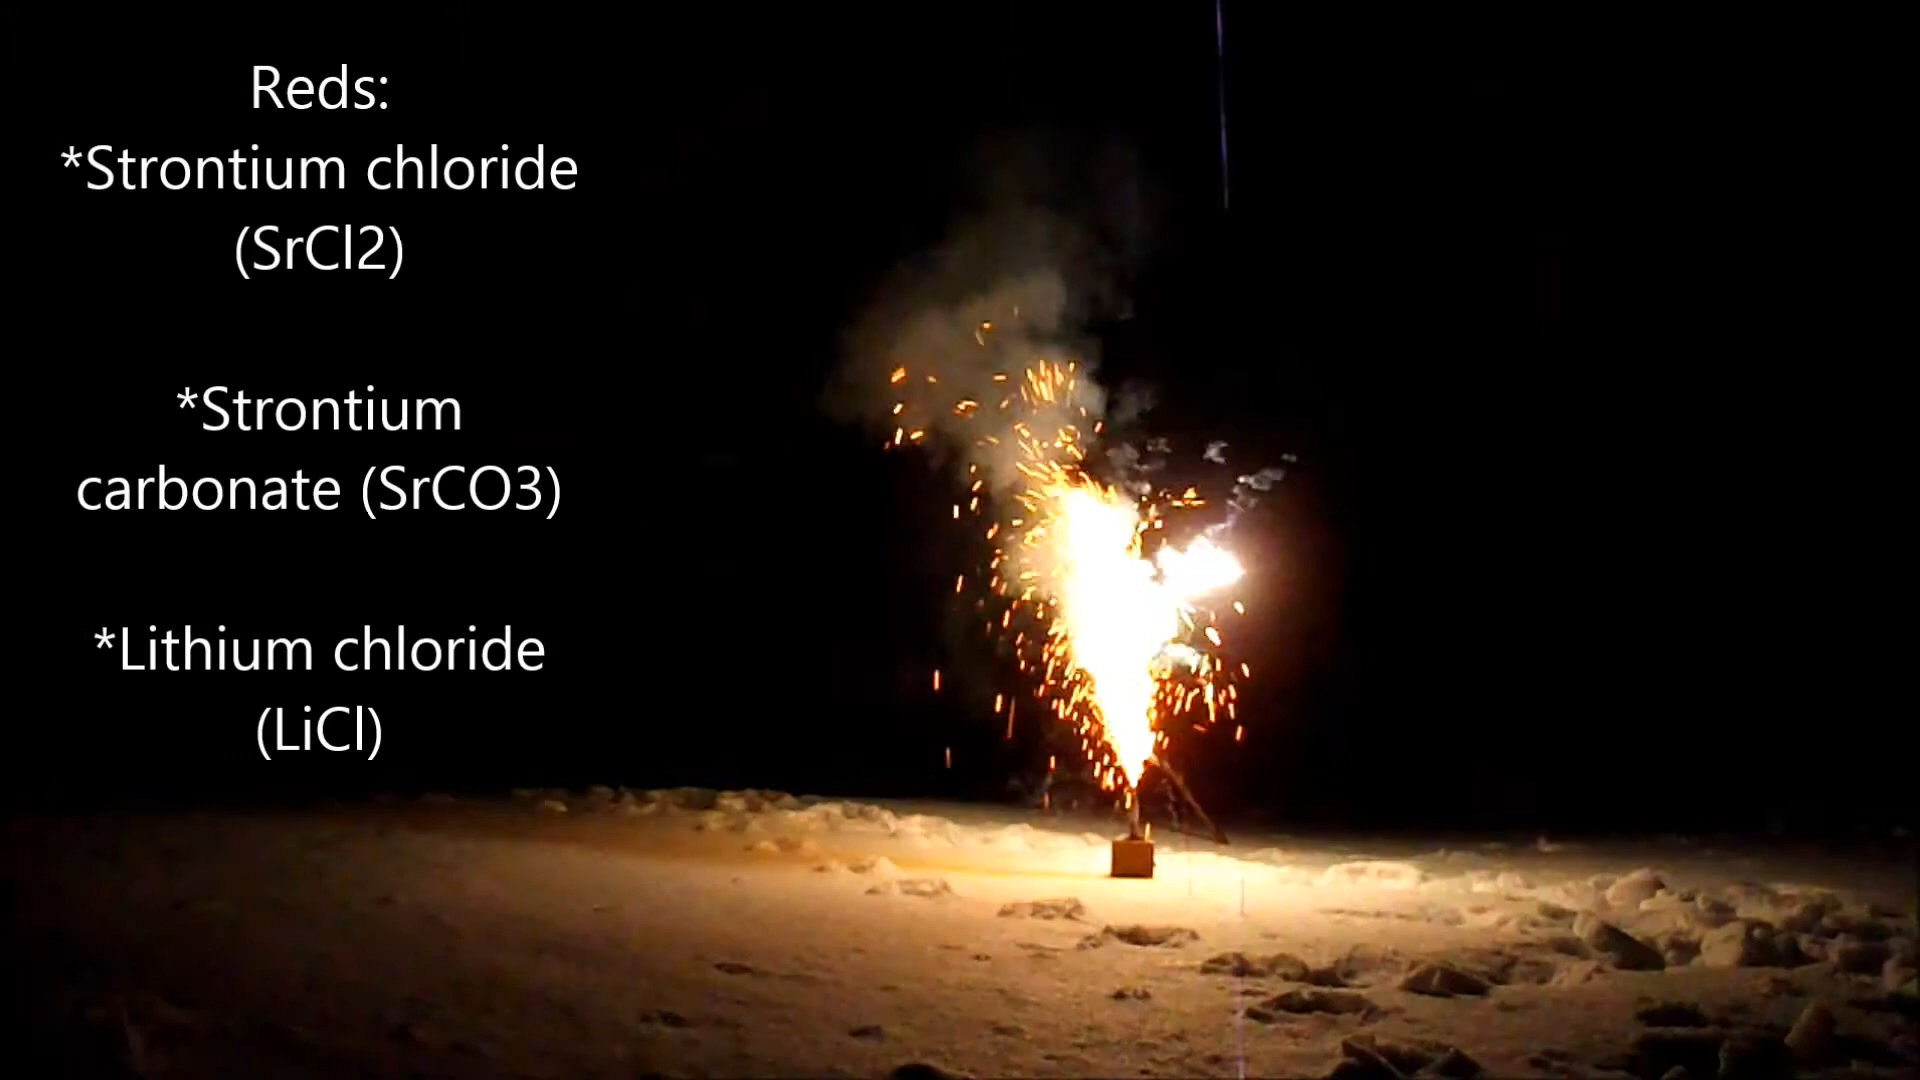 Reds:
*Strontium chloride
(SrCl2)
*Strontium
carbonate (SrCO3)
*Lithium chloride
(LiCl)